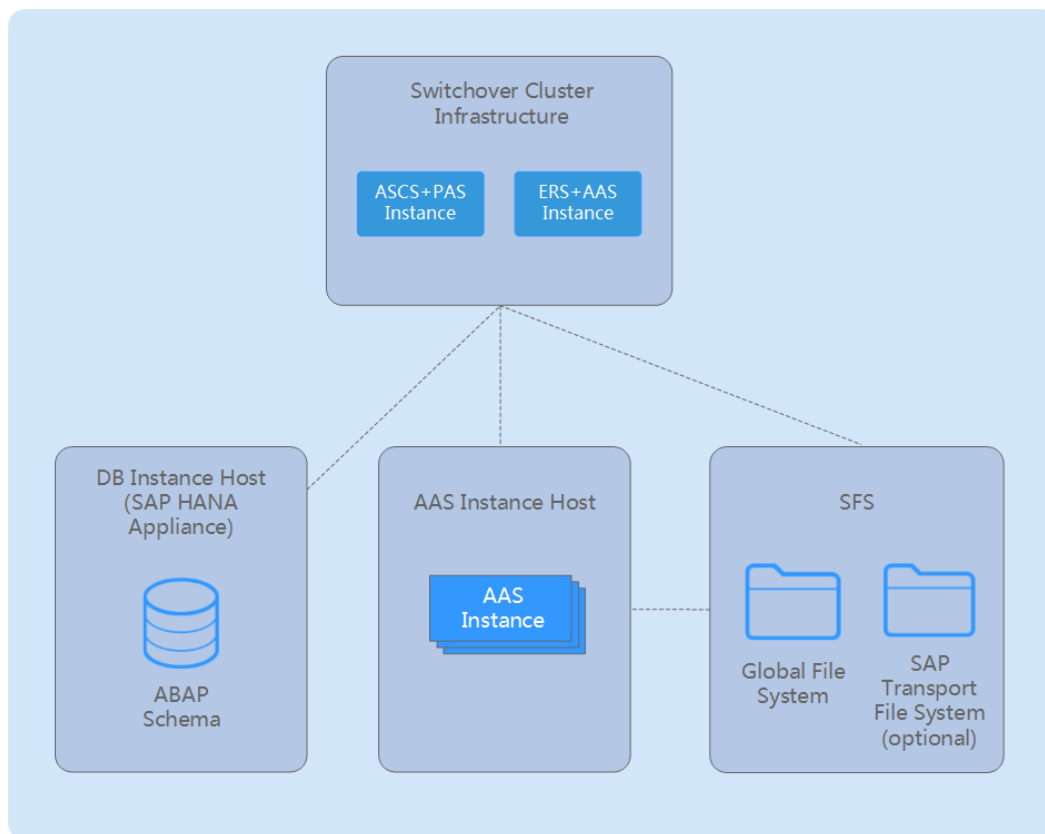 Switchover Cluster
Infrastructure
ASCS+PAS
Instance
ERS+AAS
Instance
DB Instance Host
(SAP HANA
Appliance)
ABAP
Schema
AAS Instance Host
AAS
Instance
SFS
Global File
System
SAP
Transport
File System
(optional)